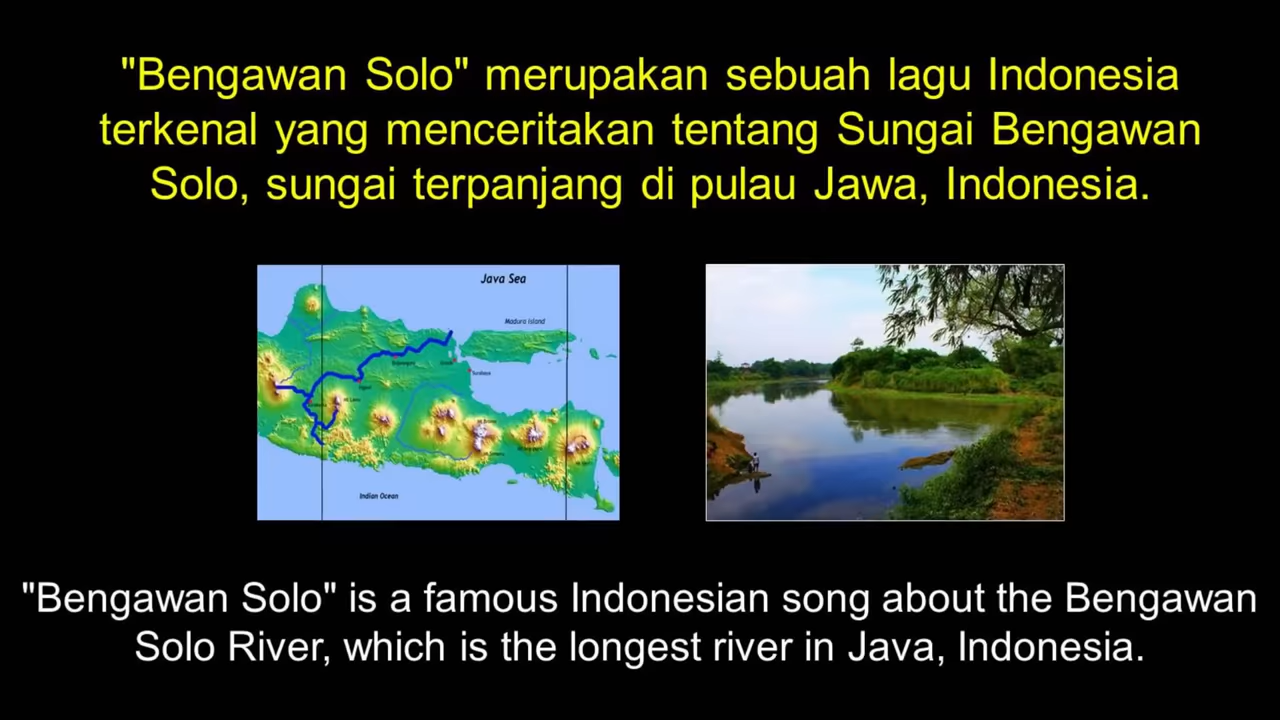 "Bengawan Solo" merupakan sebuah lagu Indonesia
terkenal yang menceritakan tentang Sungai Bengawan
Solo, sungai terpanjang di pulau Jawa, Indonesia.
Java Sea
Madura Island
Surabaya
Indian Ocean
"Bengawan Solo" is a famous Indonesian song about the Bengawan
Solo River, which is the longest river in Java, Indonesia.